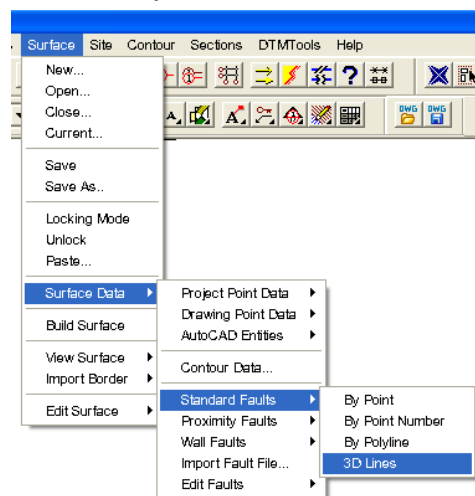 Surface Site Contour Sections DTMTools Help
New...
Open...
Close...
Current...
DWG DWG
Save
Save As..
Locking Mode
Unlock
Paste...
Surface Data
Build Surface
View Surface
Import Border
Edit Surface
Project Point Data
Drawing Point Data
AutoCAD Entities
Contour Data...
Standard Faults
Proximity Faults
Wall Faults
Import Fault File...
Edit Faults
By Point
By Point Number
By Polyline
3D Lines